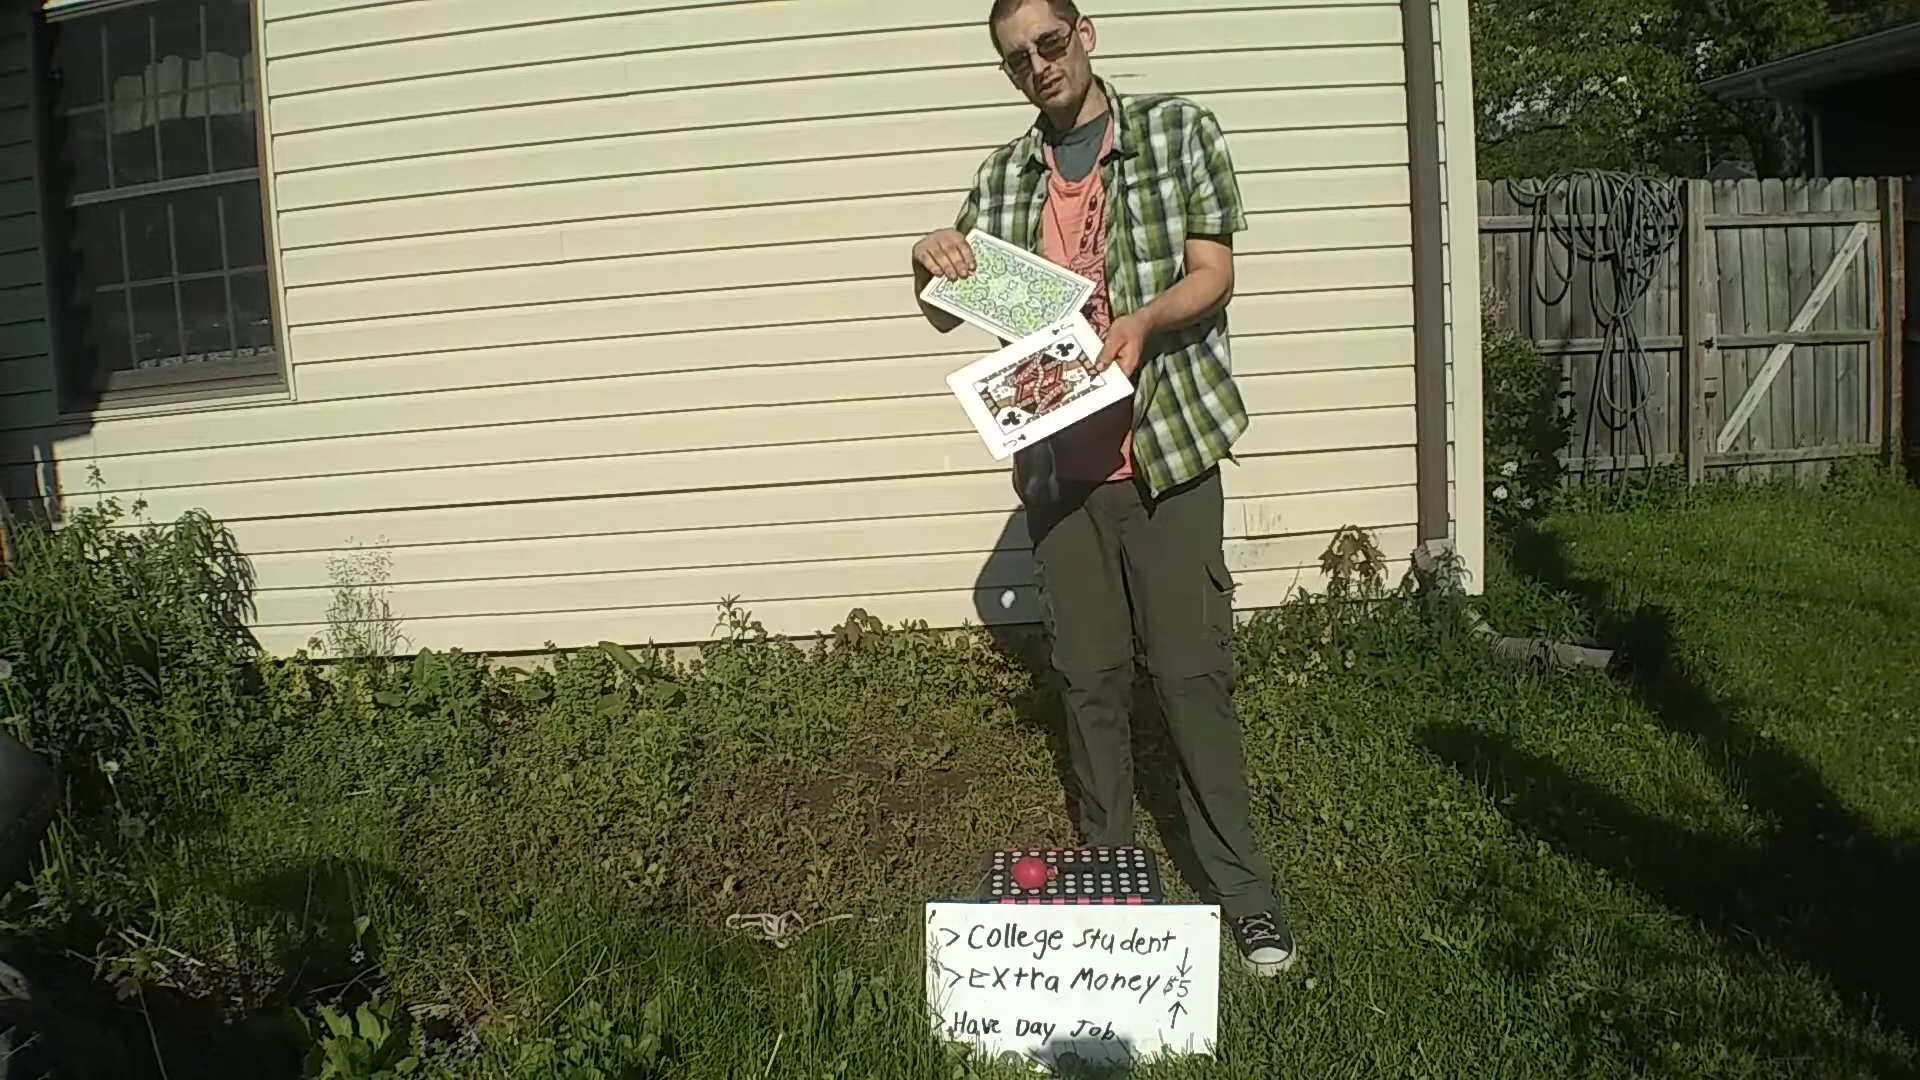 J
J
> College Student
> Extra Money $5
> Have Day Job